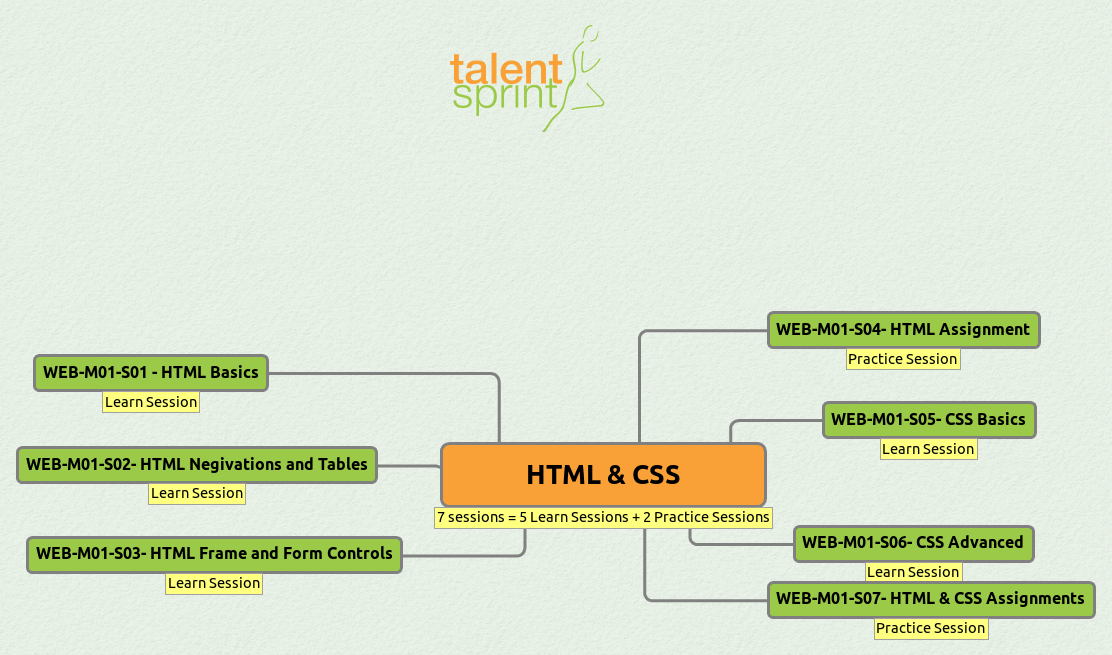 talent
sprint
WEB-M01-S01 - HTML Basics
Learn Session
WEB-M01-S02- HTML Negivations and Tables
Learn Session
WEB-M01-S03- HTML Frame and Form Controls
Learn Session
HTML & CSS
7 sessions = 5 Learn Sessions + 2 Practice Sessions
WEB-M01-S04- HTML Assignment
Practice Session
WEB-M01-S05- CSS Basics
Learn Session
WEB-M01-S06- CSS Advanced
Learn Session
WEB-M01-S07- HTML & CSS Assignments
Practice Session